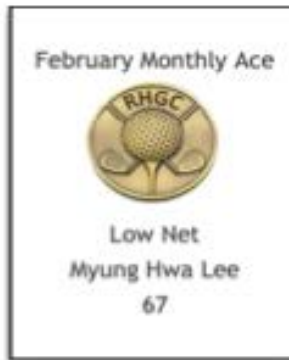 February Monthly Ace
RHGC
Low Net
Myung Hwa Lee
67